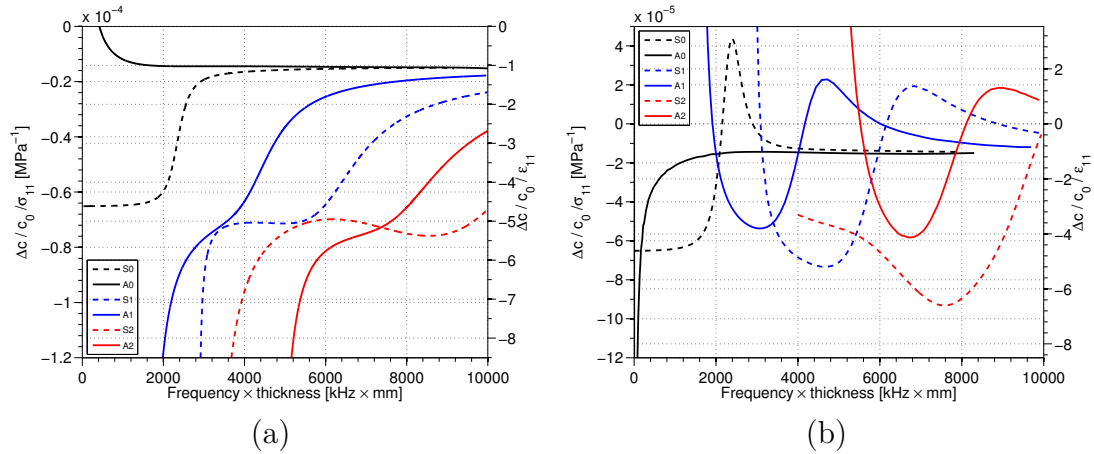 x 10⁻⁴
0
−0.2
−0.4
−0.6
−0.8
−1
−1.2
Δc / c₀ /σ₁₁ [MPa⁻¹]
0
−1
−2
−3
−4
−5
−6
−7
−8
Δc / c₀ / ε₁₁
S0
A0
S1
A1
S2
A2
0 2000 4000 6000 8000 10000
Frequency × thickness [kHz × mm]
(a)
x 10⁻⁵
4
2
0
−2
−4
−6
−8
−10
−12
Δc / c₀ /σ₁₁ [MPa⁻¹]
2
0
−2
−4
−6
−8
Δc / c₀ / ε₁₁
S0
A0
S1
A1
S2
A2
0 2000 4000 6000 8000 10000
Frequency × thickness [kHz × mm]
(b)